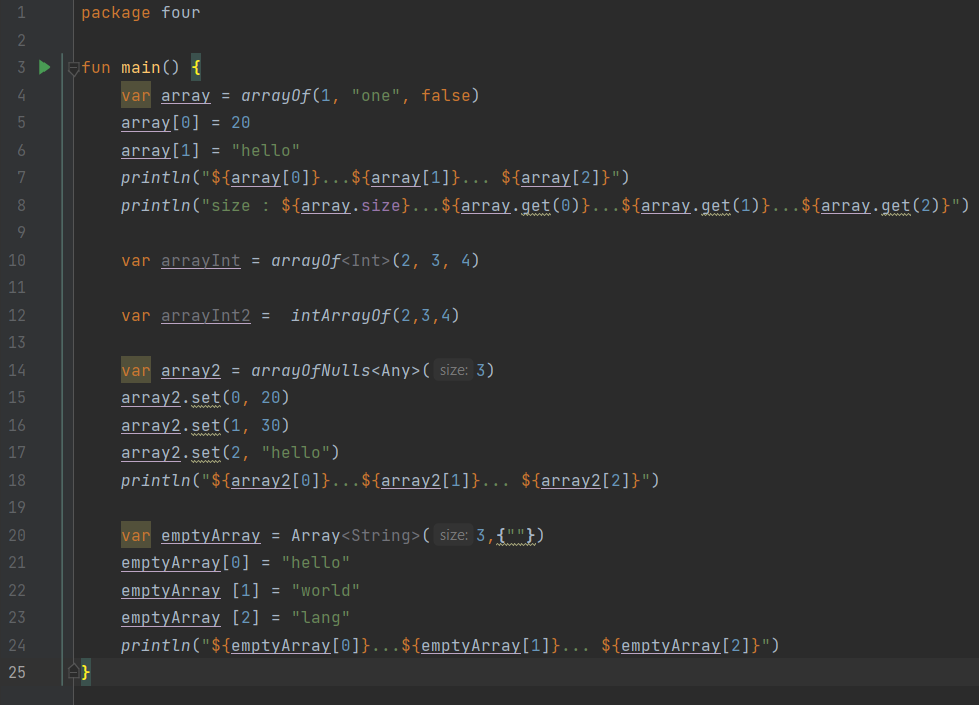 1 package four
2
3 fun main() {
4 var array = arrayOf(1, "one", false)
5 array[0] = 20
6 array[1] = "hello"
7 println("${array[0]}...${array[1]}... ${array[2]}")
8 println("size : ${array.size}...${array.get(0)}...${array.get(1)}...${array.get(2)}")
9
10 var arrayInt = arrayOf<Int>(2, 3, 4)
11
12 var arrayInt2 =  intArrayOf(2,3,4)
13
14 var array2 = arrayOfNulls<Any>( size: 3)
15 array2.set(0, 20)
16 array2.set(1, 30)
17 array2.set(2, "hello")
18 println("${array2[0]}...${array2[1]}... ${array2[2]}")
19
20 var emptyArray = Array<String>( size: 3,{""})
21 emptyArray[0] = "hello"
22 emptyArray [1] = "world"
23 emptyArray [2] = "lang"
24 println("${emptyArray[0]}...${emptyArray[1]}... ${emptyArray[2]}")
25 }